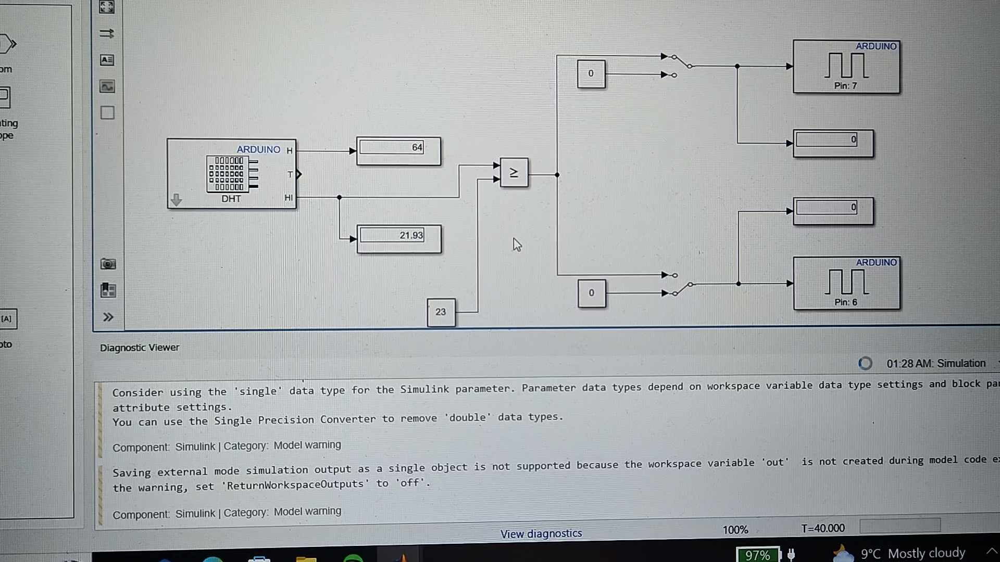 om
ting
pe
[A]
oto
A
ARDUINO
Pin: 7
0
0
ARDUINO H
T
HI
DHT
64
21.93
≥
23
0
0
ARDUINO
Pin: 6
0
Diagnostic Viewer
01:28 AM: Simulation
Consider using the 'single' data type for the Simulink parameter. Parameter data types depend on workspace variable data type settings and block par
attribute settings.
You can use the Single Precision Converter to remove 'double' data types.
Component: Simulink | Category: Model warning
Saving external mode simulation output as a single object is not supported because the workspace variable 'out' is not created during model code ex
the warning, set 'ReturnWorkspaceOutputs' to 'off'.
Component: Simulink | Category: Model warning
View diagnostics
100%
T=40.000
97%
9°C Mostly cloudy